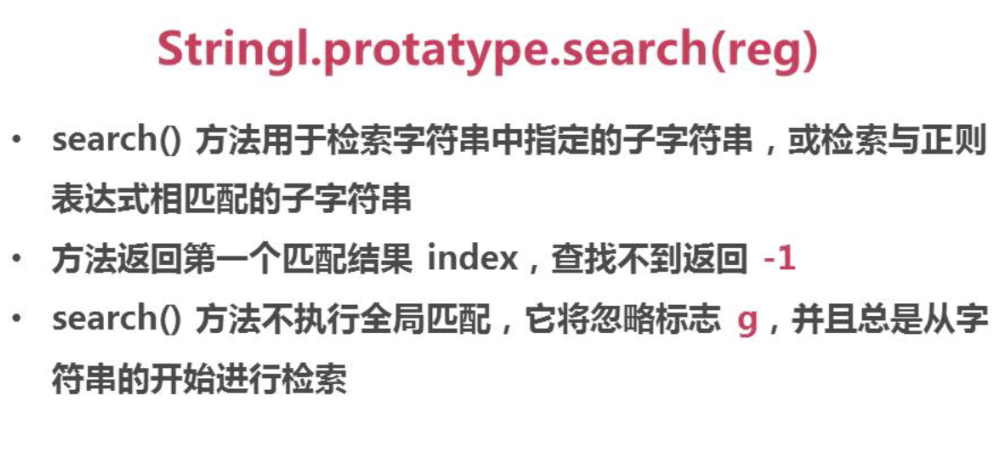 Stringl.protatype.search(reg)
• search() 方法用于检索字符串中指定的子字符串，或检索与正则
表达式相匹配的子字符串
• 方法返回第一个匹配结果 index，查找不到返回 -1
• search() 方法不执行全局匹配，它将忽略标志 g，并且总是从字
符串的开始进行检索